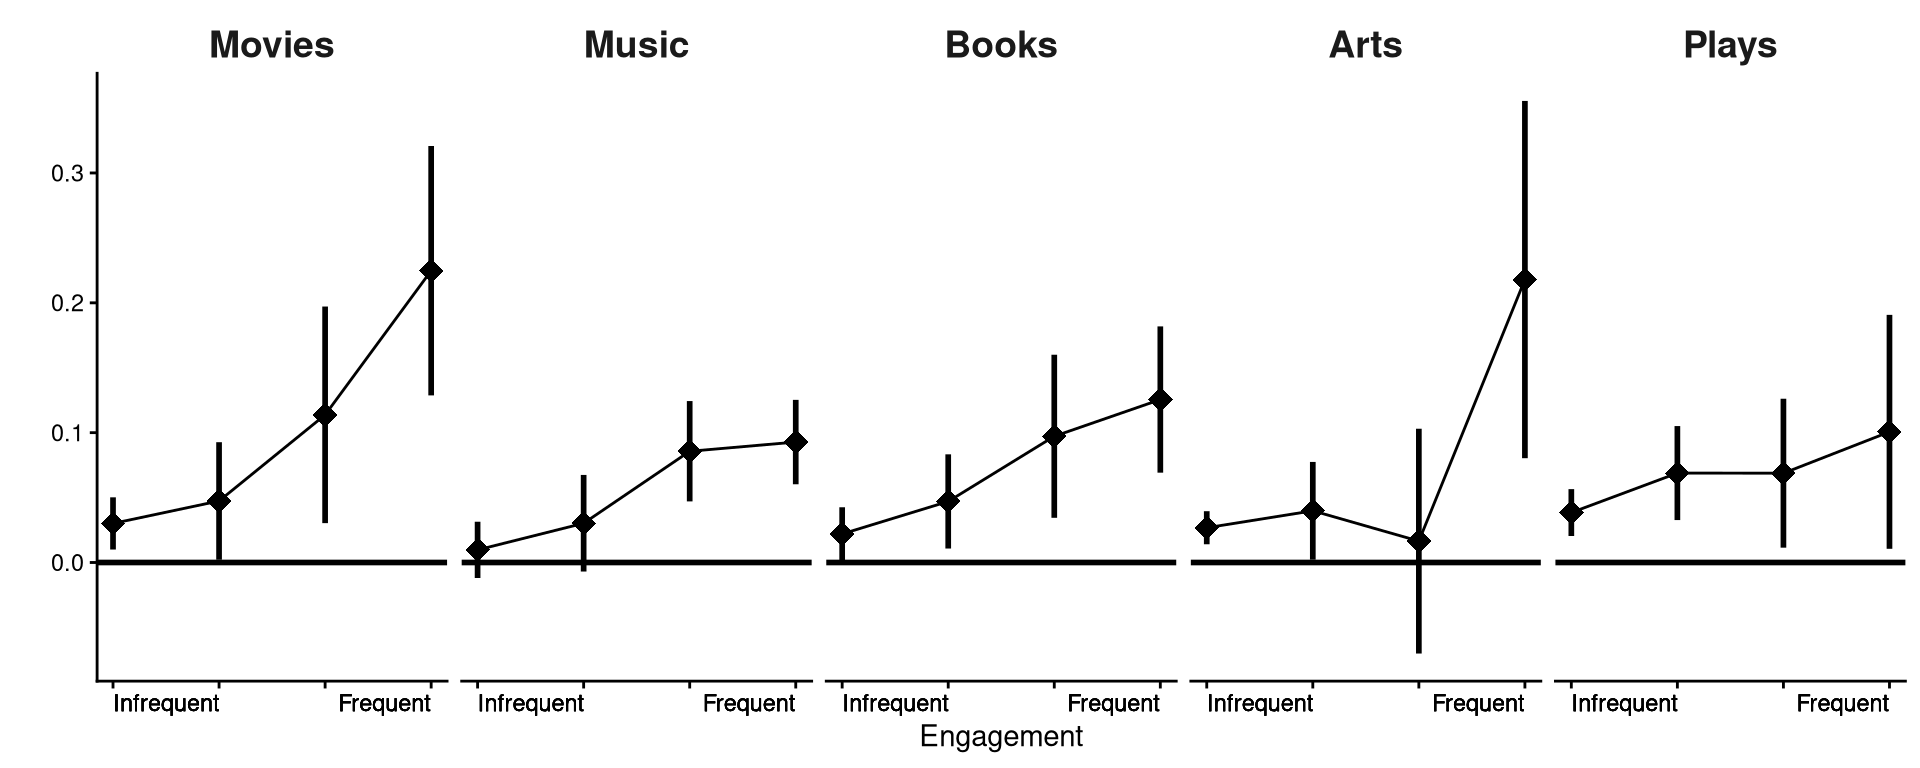 Movies Music Books Arts Plays
0.3
0.2
0.1
0.0
Infrequent Frequent Infrequent Frequent Infrequent Frequent Infrequent Frequent Infrequent Frequent
Engagement